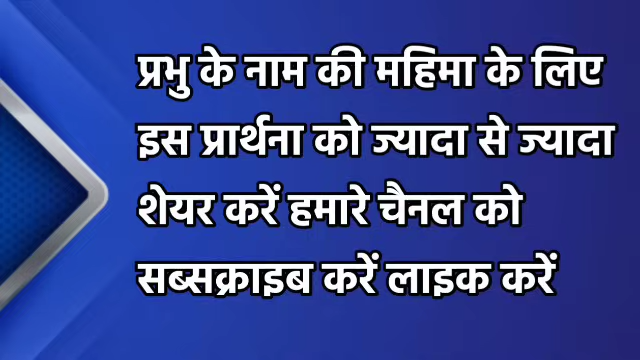 प्रभु के नाम की महिमा के लिए
इस प्रार्थना को ज्यादा से ज्यादा
शेयर करें हमारे चैनल को
सब्सक्राइब करें लाइक करें